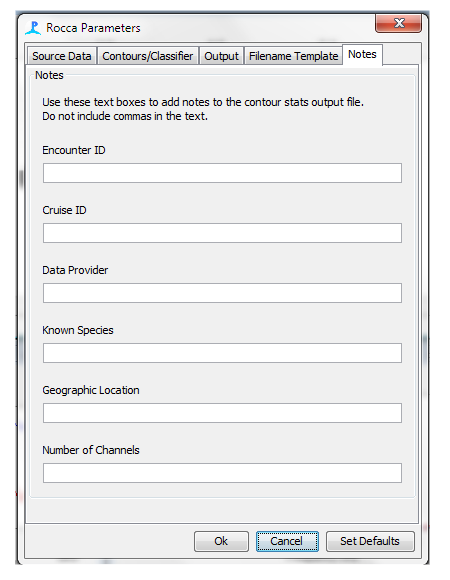 Rocca Parameters
Source Data Contours/Classifier Output Filename Template Notes
Notes
Use these text boxes to add notes to the contour stats output file.
Do not include commas in the text.
Encounter ID
Cruise ID
Data Provider
Known Species
Geographic Location
Number of Channels
Ok Cancel Set Defaults